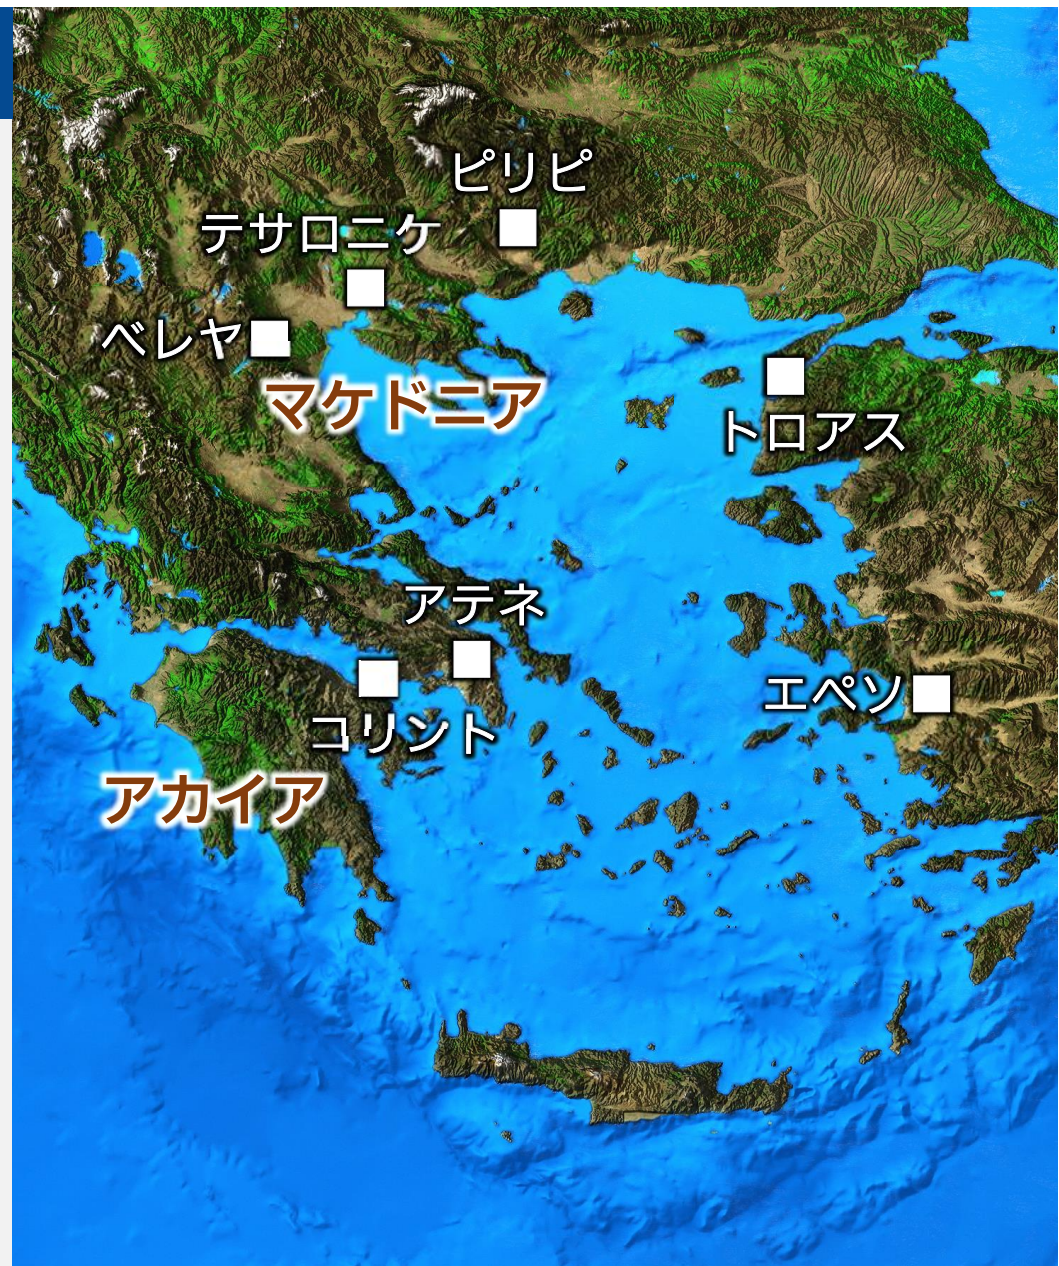 ピリピ
テサロニケ
ベレヤ
マケドニア
トロアス
アテネ
エペソ
コリント
アカイア